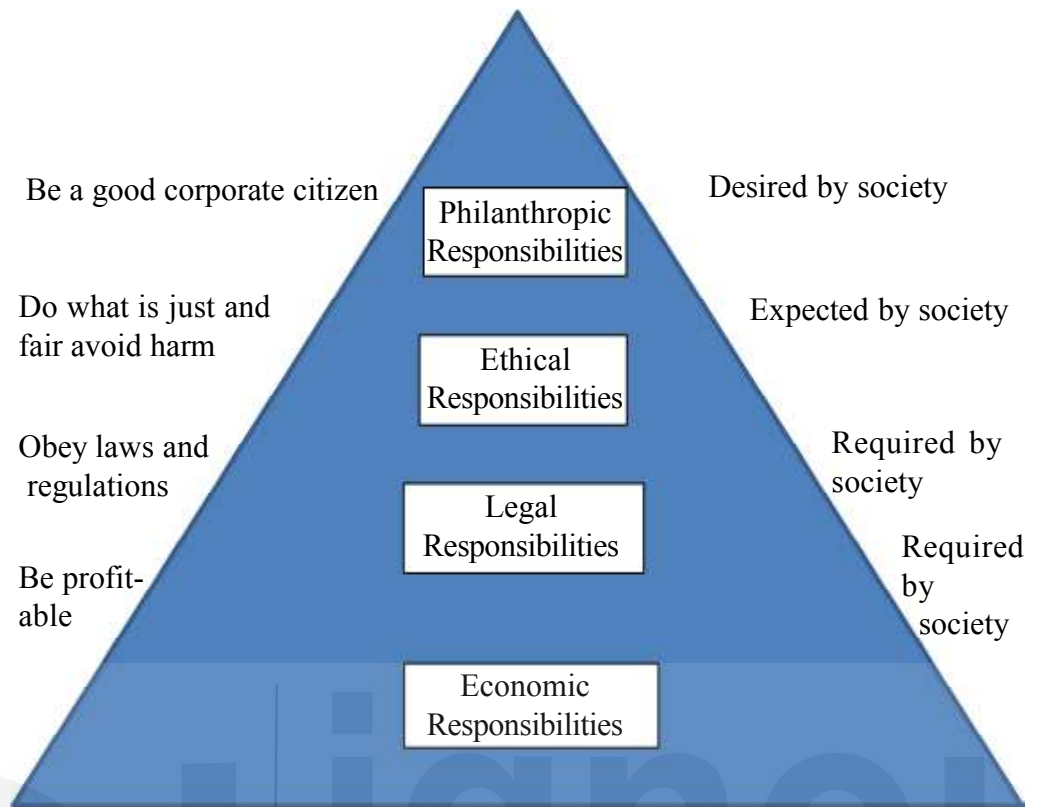 Be a good corporate citizen
Philanthropic
Responsibilities
Desired by society
Do what is just and
fair avoid harm
Ethical
Responsibilities
Expected by society
Obey laws and
regulations
Legal
Responsibilities
Required by
society
Be profit-
able
Economic
Responsibilities
Required
by
society